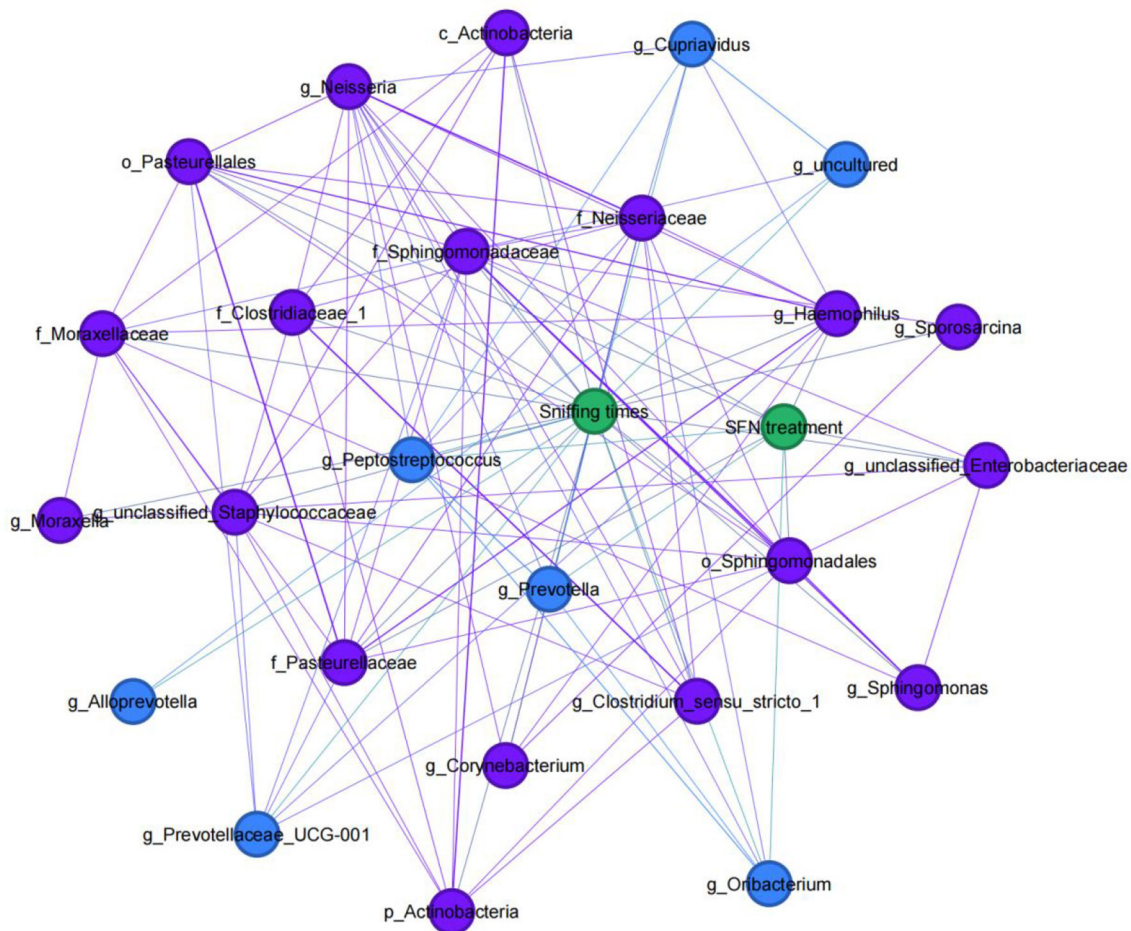 c_Actinobacteria
g_Cupriavidus
g_Neisseria
o_Pasteurellales
g_uncultured
f_Neisseriaceae
f_Sphingomonadaceae
f_Clostridiaceae_1
g_Haemophilus
g_Sporosarcina
f_Moraxellaceae
Sniffing times
SFN treatment
g_Peptostreptococcus
g_unclassified_Enterobacteriaceae
g_Moraxella
g_unclassified_Staphylococcaceae
o_Sphingomonadales
g_Prevotella
f_Pasteurellaceae
g_Sphingomonas
g_Alloprevotella
g_Clostridium_sensu_stricto_1
g_Corynebacterium
g_Prevotellaceae_UCG-001
g_Oribacterium
p_Actinobacteria